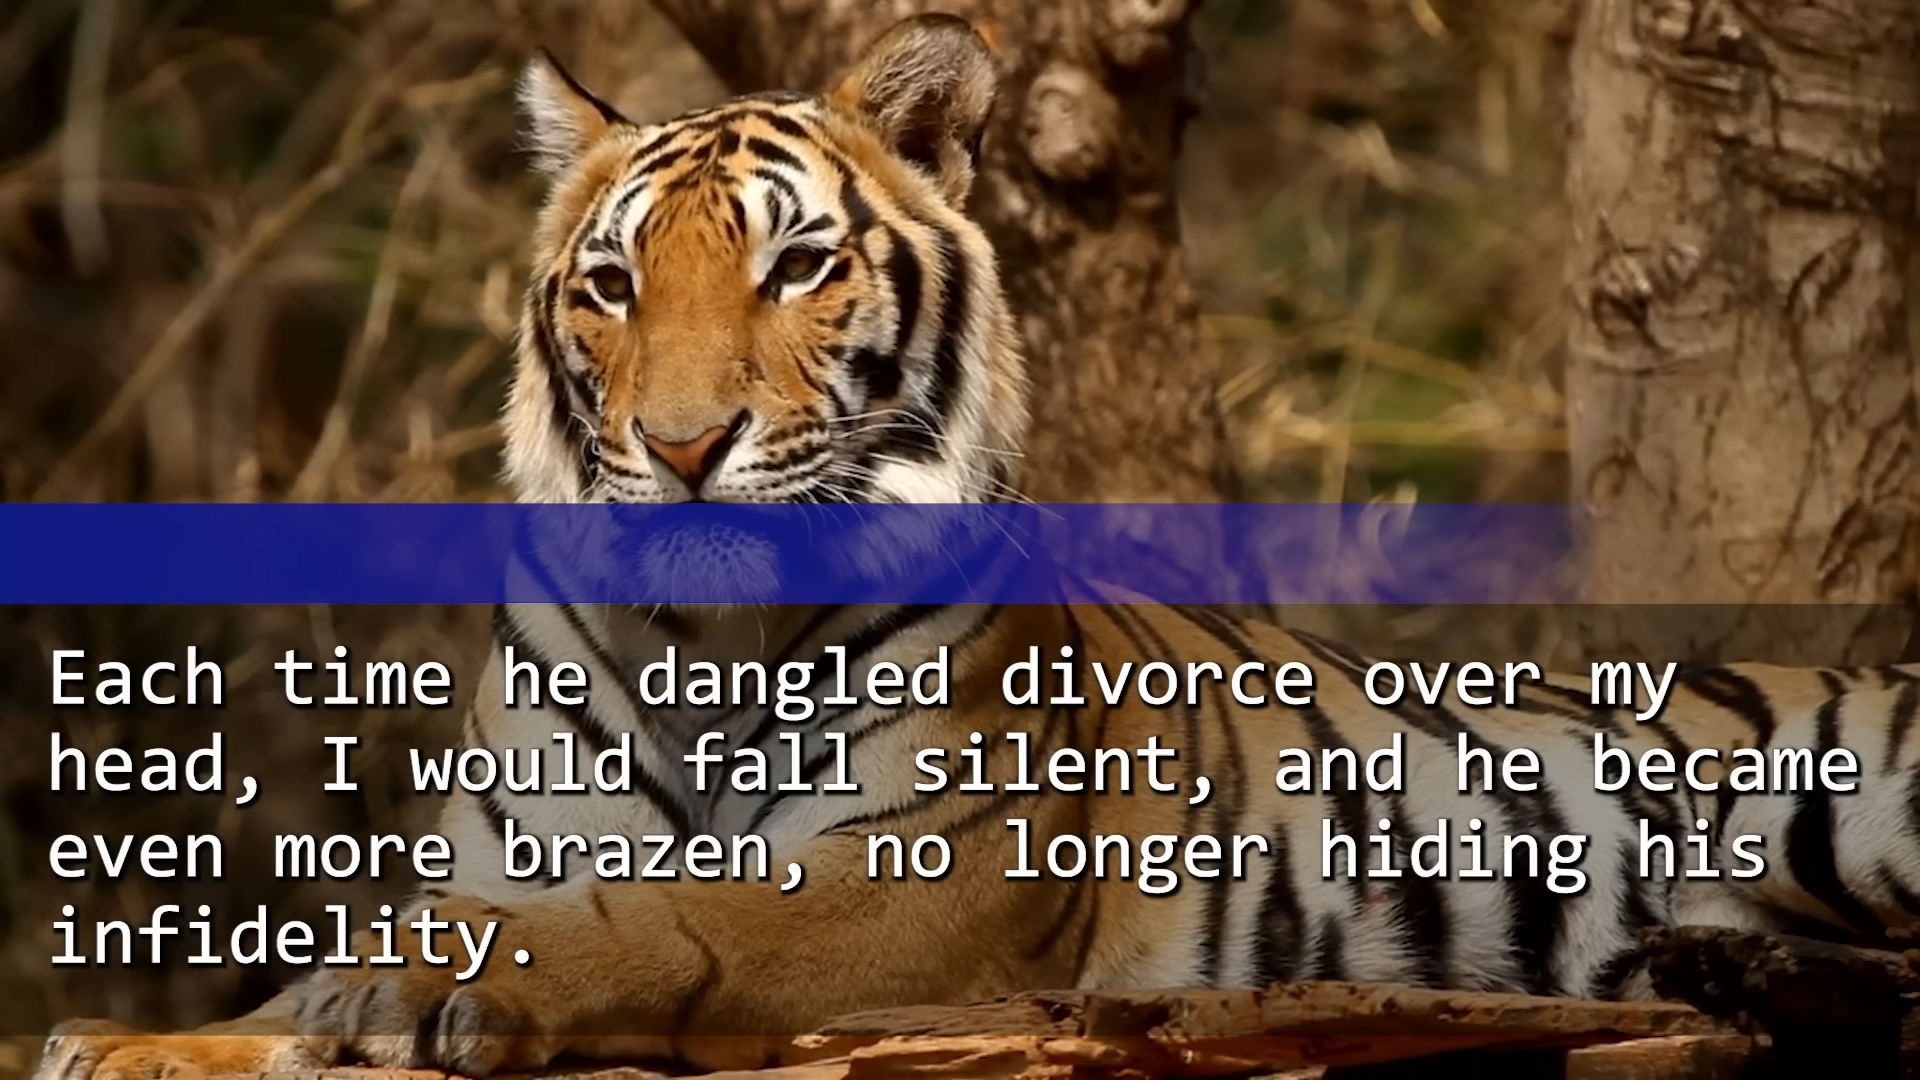 Each time he dangled divorce over my
head, I would fall silent, and he became
even more brazen, no longer hiding his
infidelity.